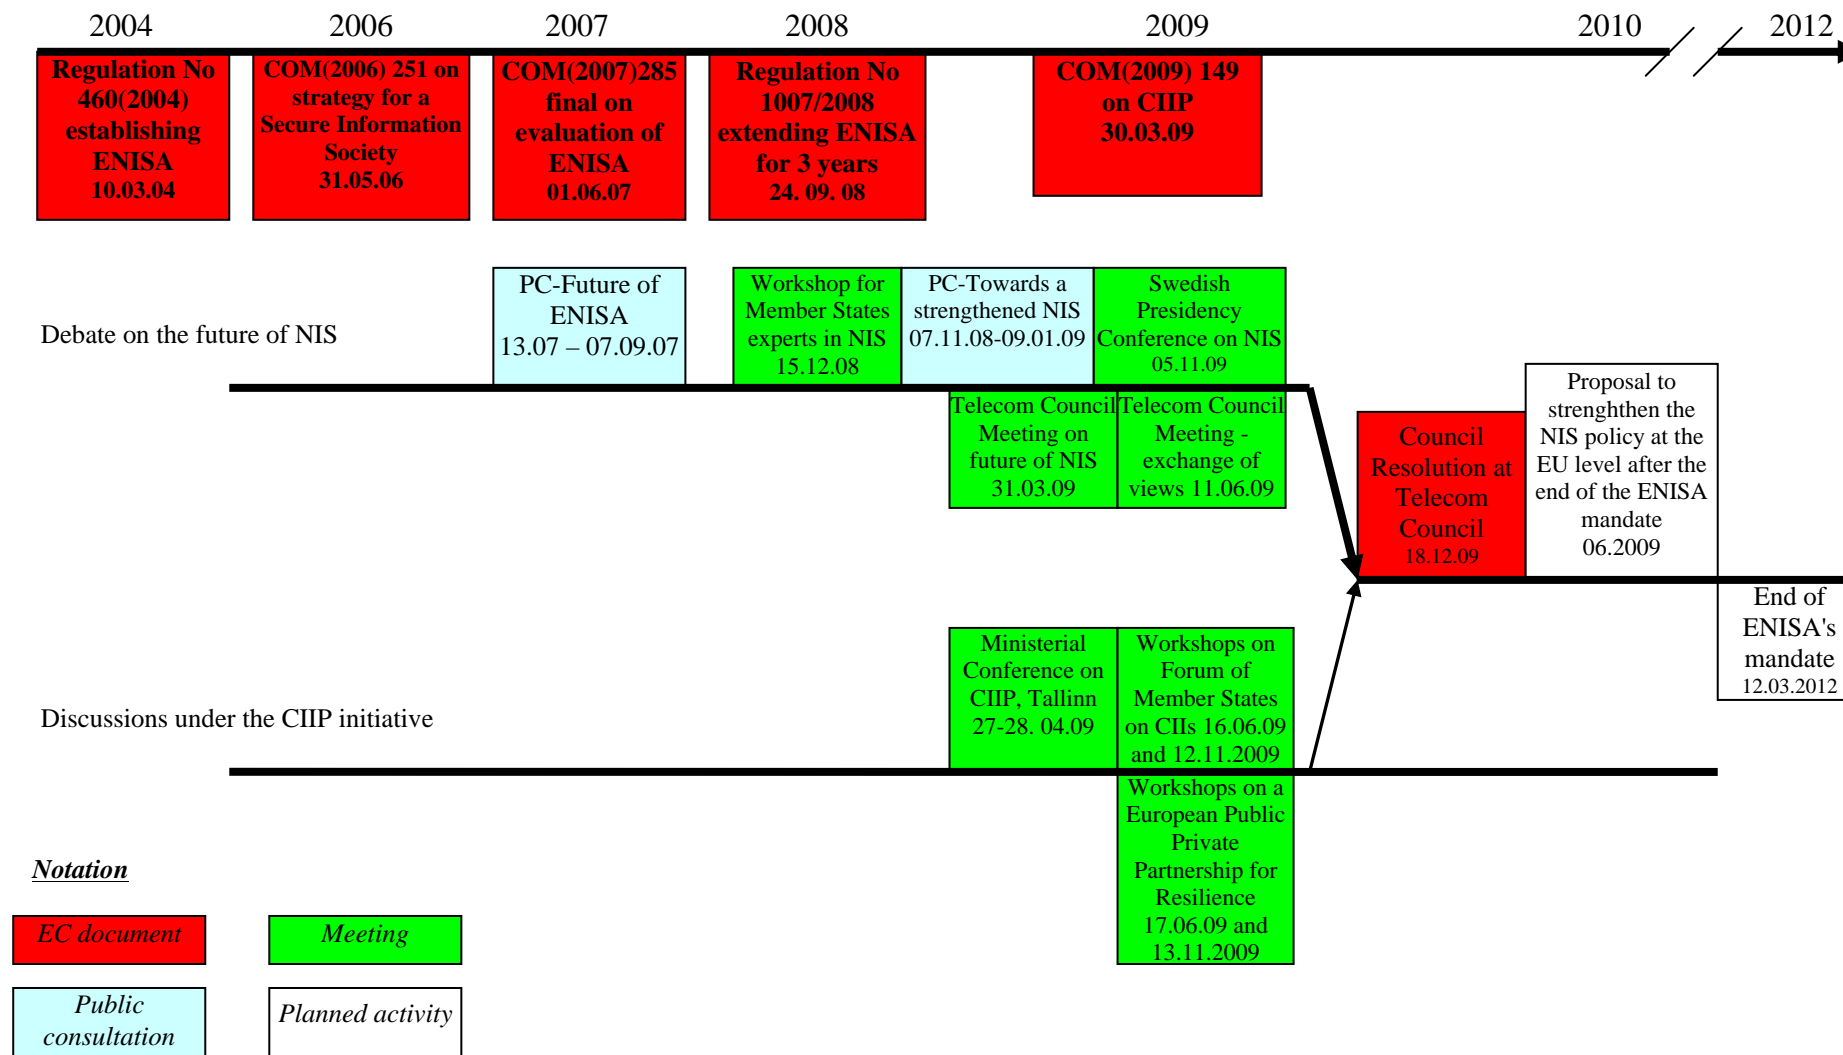 2004
2006
2007
2008
2009
2010
2012
Regulation No
460(2004)
establishing
ENISA
10.03.04
COM(2006) 251 on
strategy for a
Secure Information
Society
31.05.06
COM(2007)285
final on
evaluation of
ENISA
01.06.07
Regulation No
1007/2008
extending ENISA
for 3 years
24. 09. 08
COM(2009) 149
on CIIP
30.03.09
Debate on the future of NIS
PC-Future of
ENISA
13.07 – 07.09.07
Workshop for
Member States
experts in NIS
15.12.08
PC-Towards a
strengthened NIS
07.11.08-09.01.09
Swedish
Presidency
Conference on NIS
05.11.09
Telecom Council
Meeting on
future of NIS
31.03.09
Telecom Council
Meeting -
exchange of
views 11.06.09
Council
Resolution at
Telecom
Council
18.12.09
Proposal to
strenghthen the
NIS policy at the
EU level after the
end of the ENISA
mandate
06.2009
End of
ENISA's
mandate
12.03.2012
Discussions under the CIIP initiative
Ministerial
Conference on
CIIP, Tallinn
27-28. 04.09
Workshops on
Forum of
Member States
on CIIs 16.06.09
and 12.11.2009
Workshops on a
European Public
Private
Partnership for
Resilience
17.06.09 and
13.11.2009
Notation
EC document
Meeting
Public
consultation
Planned activity